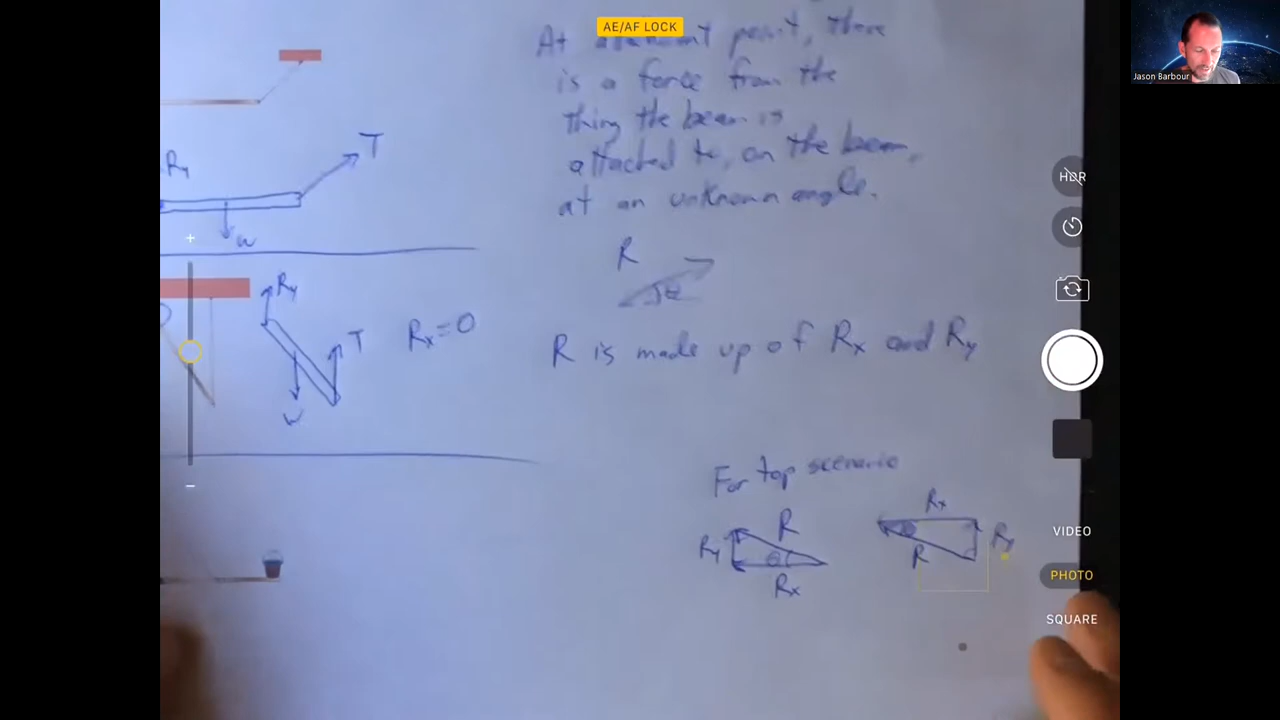 AE/AF LOCK
Jason Barbour
At attachment point, there
is a force from the
thing the beam is
attached to, on the beam,
at an unknown angle.
T
Ry
W
R
θ
HDR
Ry
T
Rx=0
W
R is made up of Rx and Ry
For top scenario
R
Ry
θ
Rx
Rx
R
Ry
VIDEO
PHOTO
SQUARE